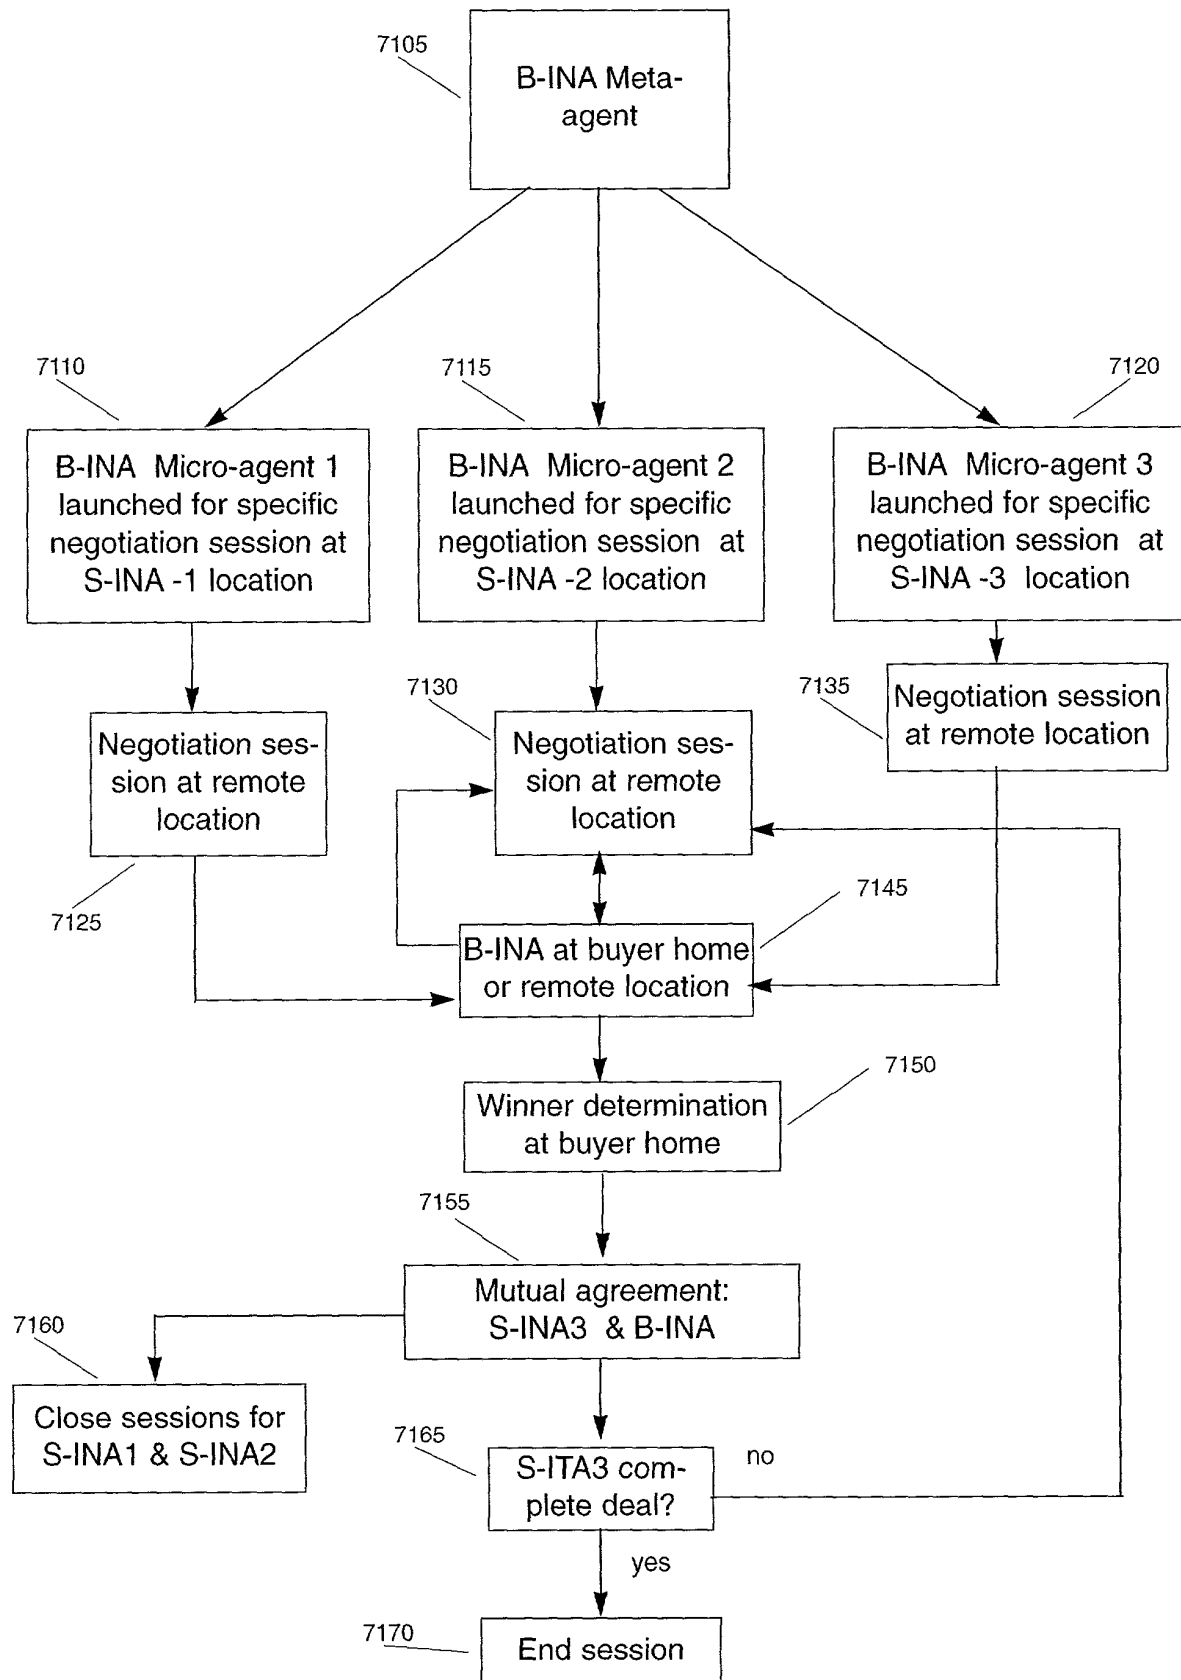 7105
B-INA Meta-
agent
7110
7115
7120
B-INA Micro-agent 1
launched for specific
negotiation session at
S-INA -1 location
B-INA Micro-agent 2
launched for specific
negotiation session at
S-INA -2 location
B-INA Micro-agent 3
launched for specific
negotiation session at
S-INA -3 location
7130
7135
Negotiation ses-
sion at remote
location
Negotiation ses-
sion at remote
location
Negotiation session
at remote location
7125
7145
B-INA at buyer home
or remote location
7150
Winner determination
at buyer home
7155
Mutual agreement:
S-INA3 & B-INA
7160
Close sessions for
S-INA1 & S-INA2
7165
S-ITA3 com-
plete deal?
no
yes
7170
End session